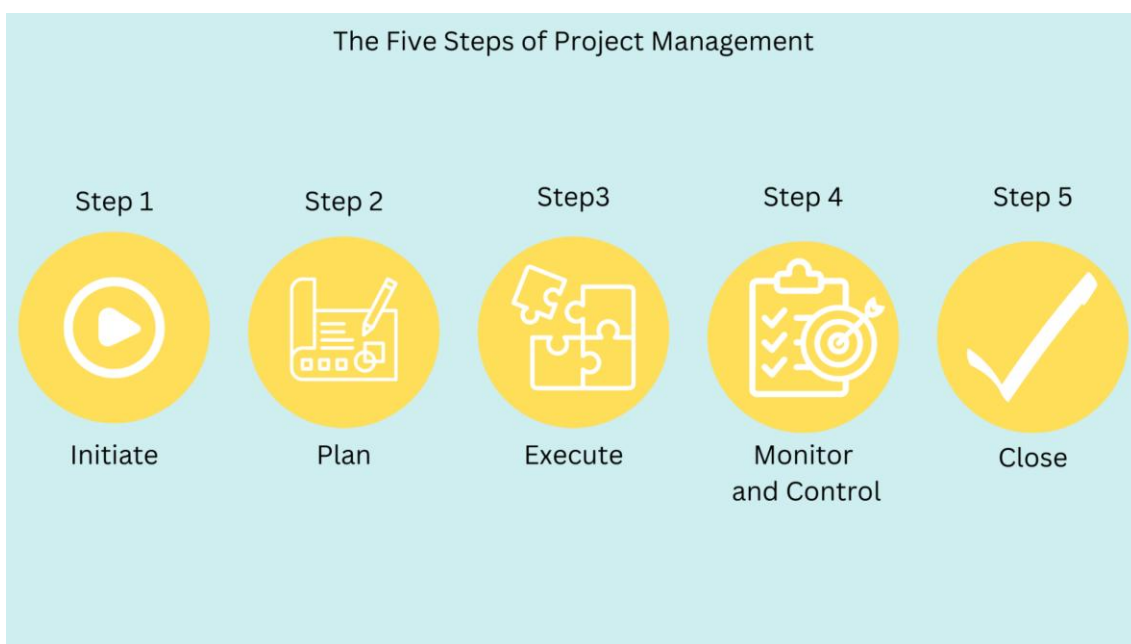 The Five Steps of Project Management
Step 1
Step 2
Step3
Step 4
Step 5
Initiate
Plan
Execute
Monitor
and Control
Close